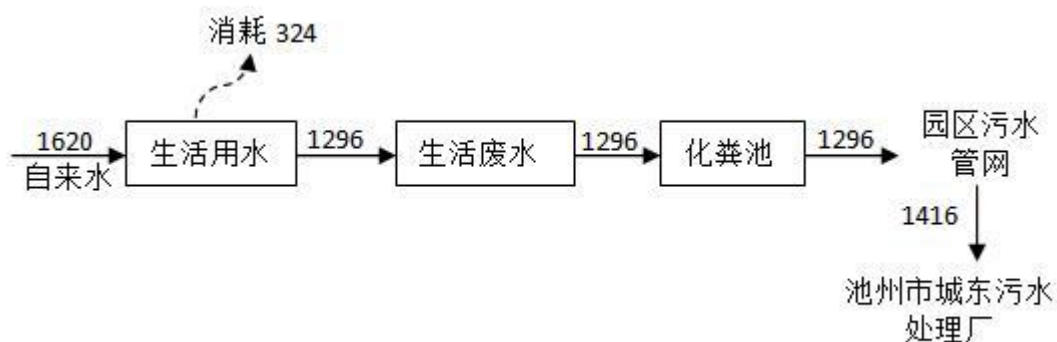 消耗 324
1620
自来水
生活用水
1296
生活废水
1296
化粪池
1296
园区污水
管网
1416
池州市城东污水
处理厂